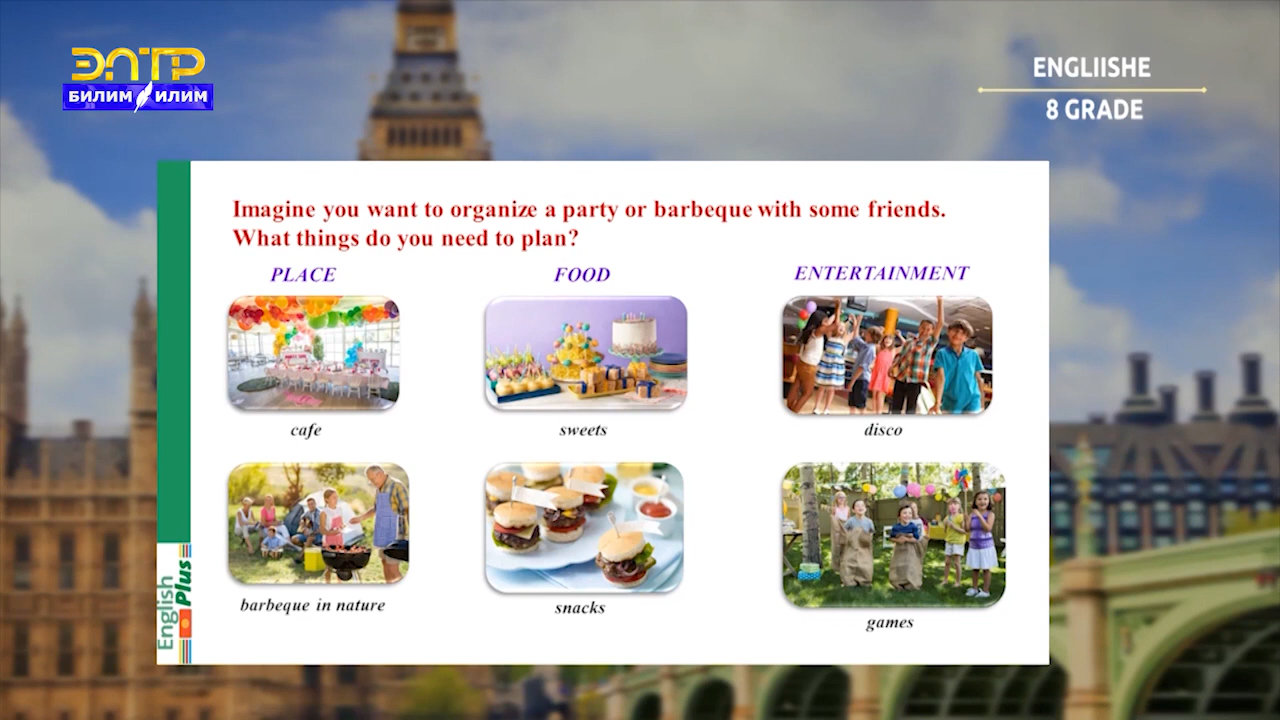 ЭЛТР
БИЛИМ ИЛИМ
ENGLIISHE
8 GRADE
Imagine you want to organize a party or barbeque with some friends.
What things do you need to plan?
PLACE
FOOD
ENTERTAINMENT
cafe
sweets
disco
barbeque in nature
snacks
games
English
Plus